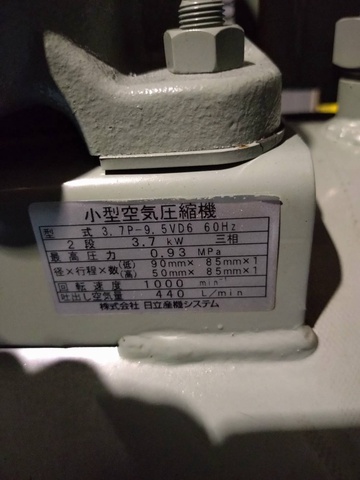 小型空気圧縮機
型式 3.7P-9.5VD6 60Hz
2段 3.7kW 三相
最高圧力 0.93 MPa
径×行程×数 (低) 90mm× 85mm×1
(高) 50mm× 85mm×1
回転速度 1000 min⁻¹
吐出し空気量 440 L/min
株式会社 日立産機システム